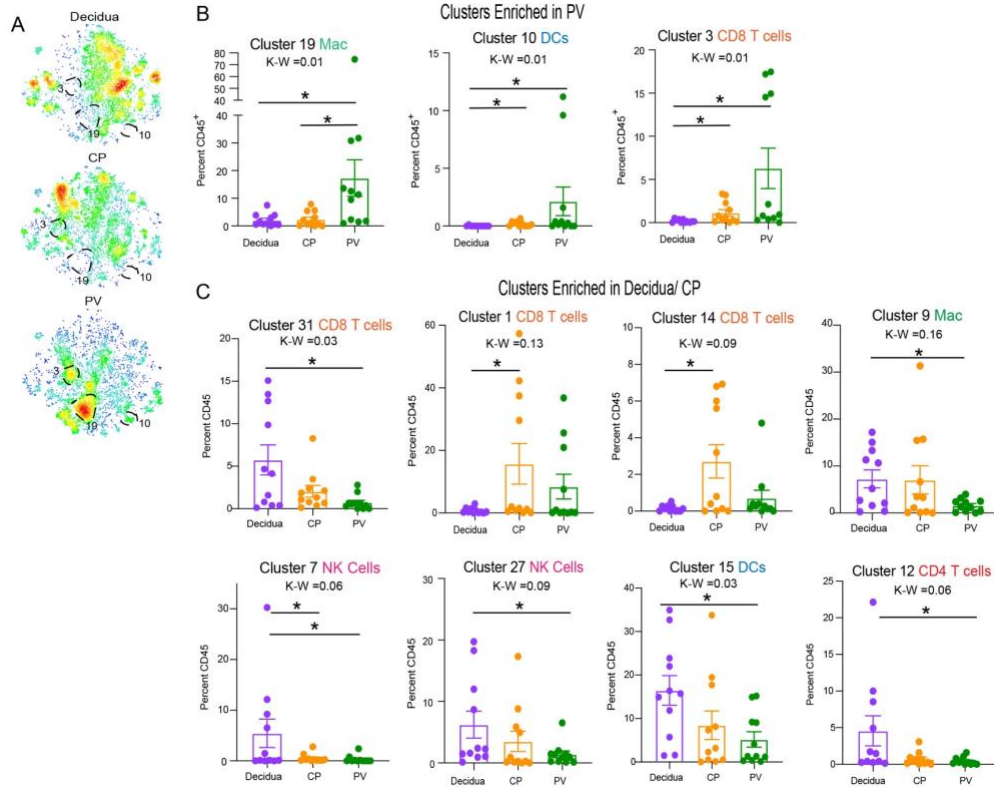 A
Decidua
3
19
10
CP
3
19
10
PV
3
19
10
B
Clusters Enriched in PV
Cluster 19 Mac
K-W =0.01
*
*
Percent CD45+
80
70
60
50
40
40
30
20
10
0
Decidua CP PV
Cluster 10 DCs
K-W =0.01
*
*
Percent CD45+
15
10
5
0
Decidua CP PV
Cluster 3 CD8 T cells
K-W =0.01
*
*
Percent CD45+
20
15
10
5
0
Decidua CP PV
C
Clusters Enriched in Decidua/ CP
Cluster 31 CD8 T cells
K-W =0.03
*
Percent CD45
20
15
10
5
0
Decidua CP PV
Cluster 1 CD8 T cells
K-W =0.13
*
Percent CD45
60
40
20
0
Decidua CP PV
Cluster 14 CD8 T cells
K-W =0.09
*
Percent CD45
10
8
6
4
2
0
Decidua CP PV
Cluster 9 Mac
K-W =0.16
*
Percent CD45
40
30
20
10
0
Decidua CP PV
Cluster 7 NK Cells
K-W =0.06
*
*
Percent CD45
30
20
10
0
Decidua CP PV
Cluster 27 NK Cells
K-W =0.09
*
Percent CD45
30
20
10
0
Decidua CP PV
Cluster 15 DCs
K-W =0.03
*
Percent CD45
40
30
20
10
0
Decidua CP PV
Cluster 12 CD4 T cells
K-W =0.06
*
Percent CD45
25
20
15
10
5
0
Decidua CP PV